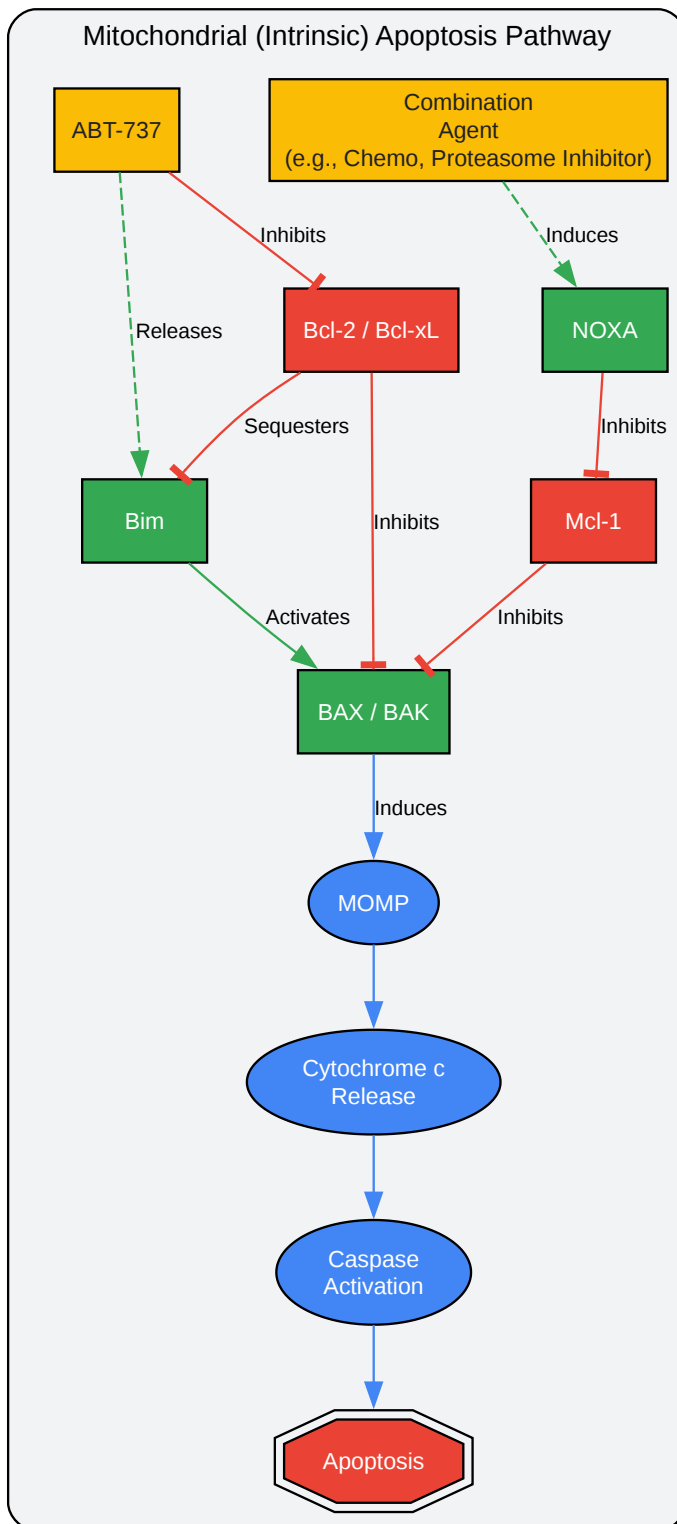 Mitochondrial (Intrinsic) Apoptosis Pathway
ABT-737
Combination
Agent
(e.g., Chemo, Proteasome Inhibitor)
Inhibits
Induces
Releases
Bcl-2 / Bcl-xL
NOXA
Sequesters
Inhibits
Bim
Inhibits
Mcl-1
Activates
Inhibits
BAX / BAK
Induces
MOMP
Cytochrome c
Release
Caspase
Activation
Apoptosis